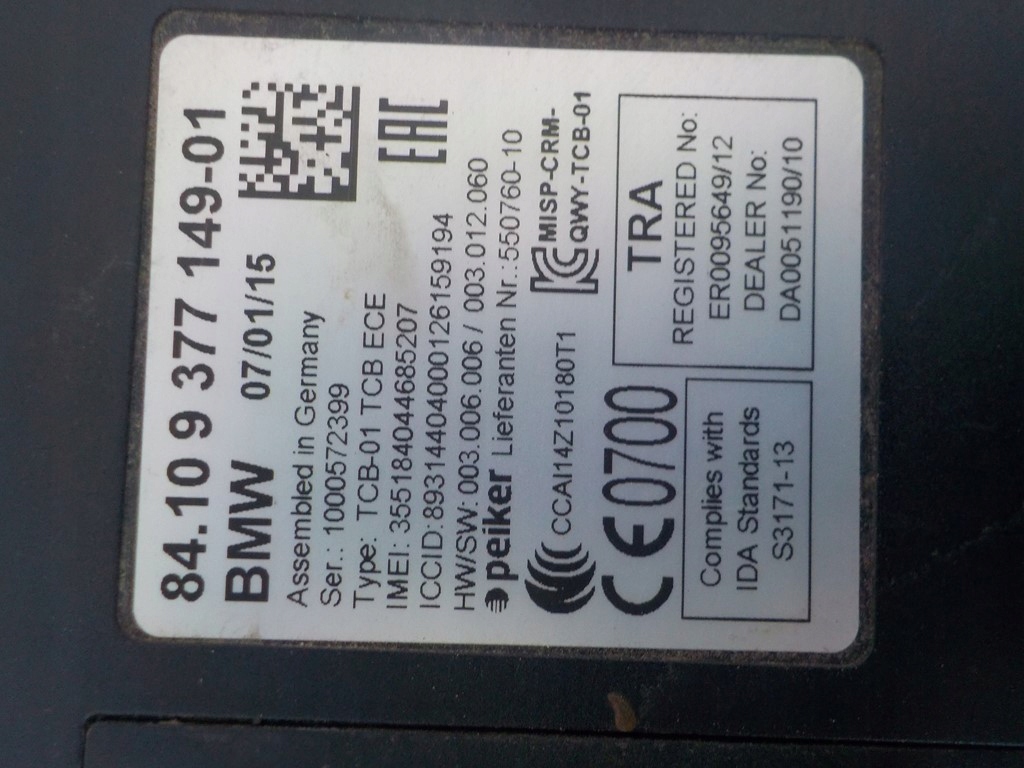 84.10 9 377 149-01
BMW 07/01/15
Assembled in Germany
Ser.: 1000572399
Type: TCB-01 TCB ECE
IMEI: 355184044685207
ICCID: 8931440400012615​9194
HW/SW: 003.006.006 / 003.012.060
peiker Lieferanten Nr.:550760-10
CCAI14Z10180T1
MISP-CRM-
QWY-TCB-01
EAC
CE0700
TRA
REGISTERED No:
ER0095649/12
DEALER No:
DA0051190/10
Complies with
IDA Standards
S3171-13